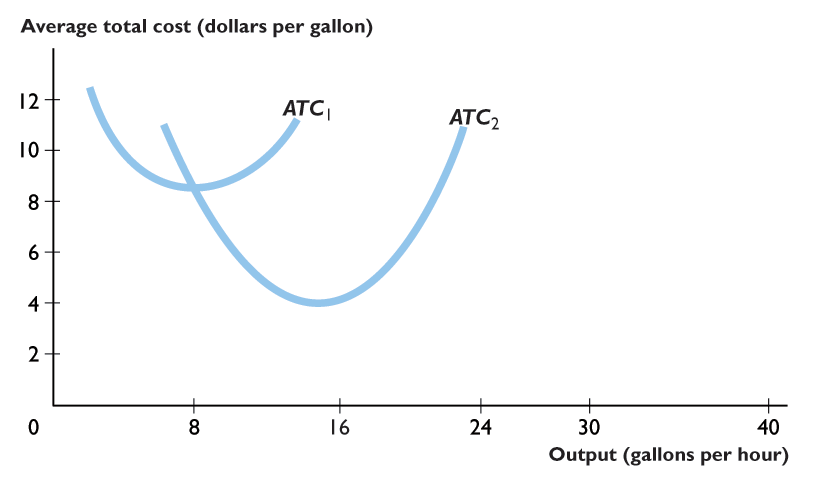 Average total cost (dollars per gallon)
12
10
8
6
4
2
0
ATC1
ATC2
8 16 24 30 40
Output (gallons per hour)